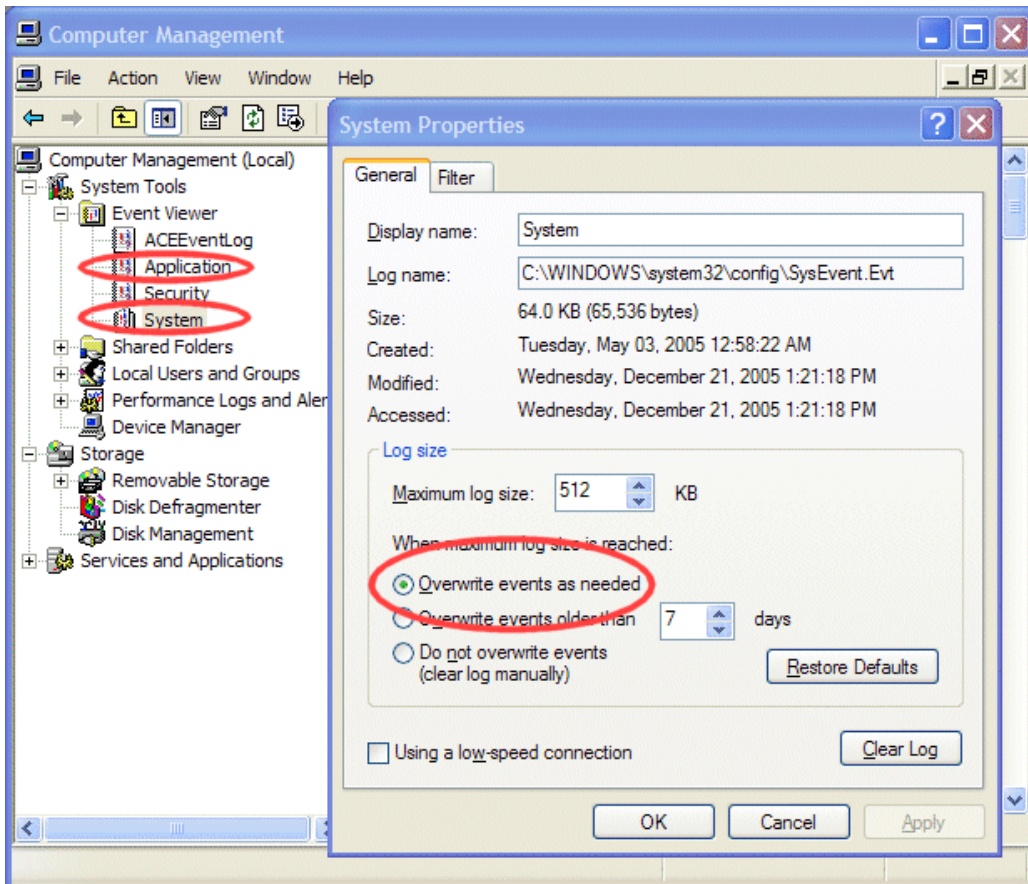 Computer Management
File Action View Window Help
Computer Management (Local)
System Tools
Event Viewer
ACEEventLog
Application
Security
System
Shared Folders
Local Users and Groups
Performance Logs and Aler
Device Manager
Storage
Removable Storage
Disk Defragmenter
Disk Management
Services and Applications
System Properties
General Filter
Display name: System
Log name: C:\WINDOWS\system32\config\SysEvent.Evt
Size: 64.0 KB (65,536 bytes)
Created: Tuesday, May 03, 2005 12:58:22 AM
Modified: Wednesday, December 21, 2005 1:21:18 PM
Accessed: Wednesday, December 21, 2005 1:21:18 PM
Log size
Maximum log size: 512 KB
When maximum log size is reached:
Overwrite events as needed
Overwrite events older than 7 days
Do not overwrite events
(clear log manually)
Restore Defaults
Using a low-speed connection
Clear Log
OK Cancel Apply